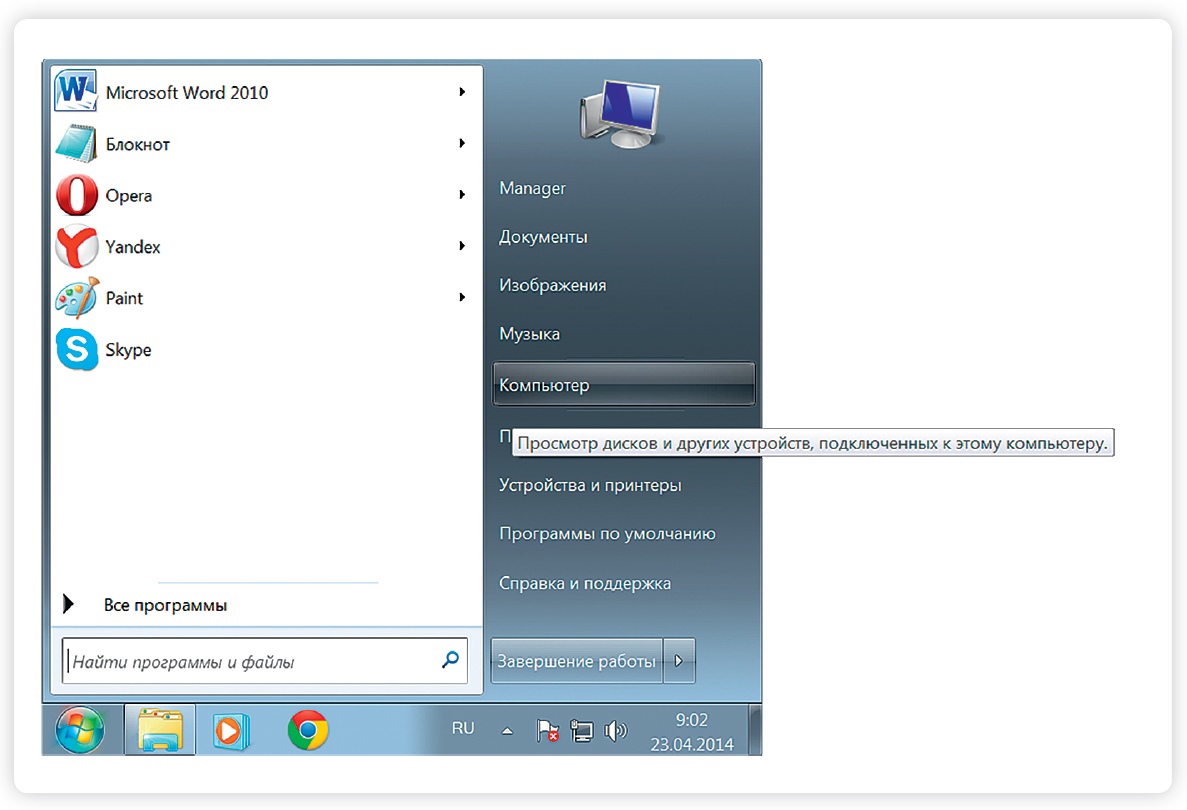 Microsoft Word 2010
Блокнот
Opera
Yandex
Paint
Skype
Все программы
Найти программы и файлы
Manager
Документы
Изображения
Музыка
Компьютер
П
Просмотр дисков и других устройств, подключенных к этому компьютеру.
Устройства и принтеры
Программы по умолчанию
Справка и поддержка
Завершение работы
RU
9:02
23.04.2014